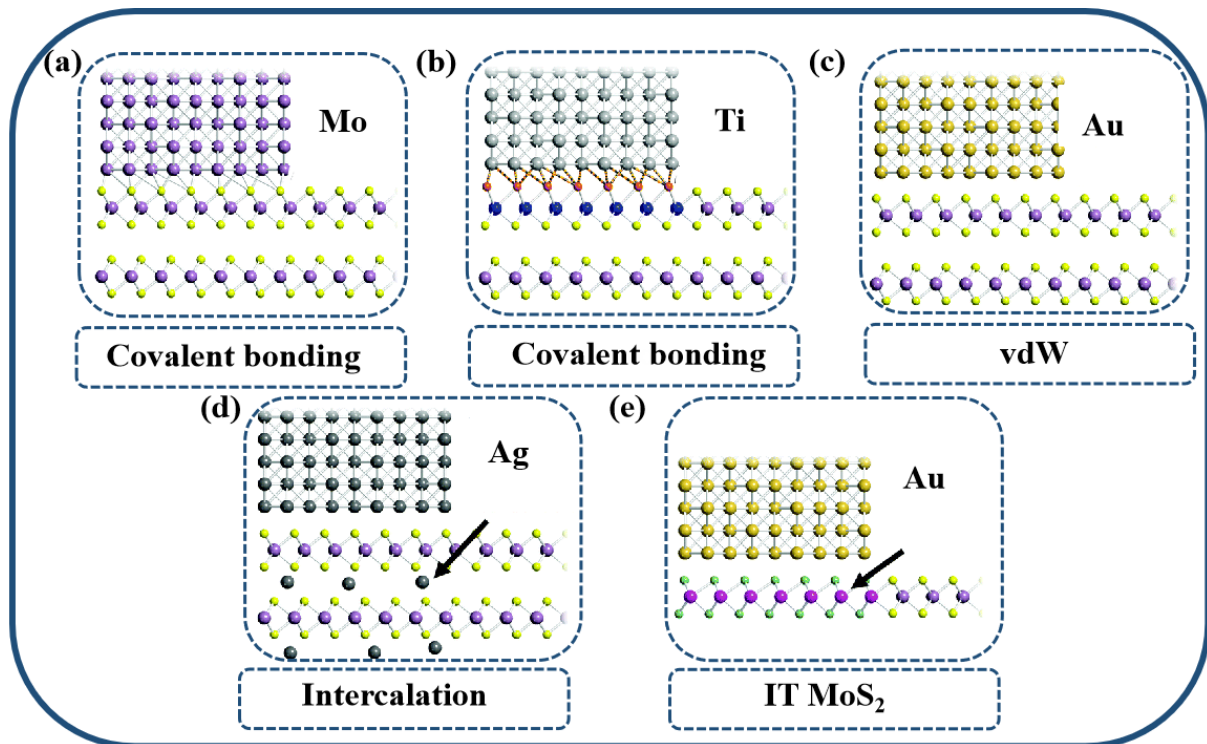 (a)
Mo
Covalent bonding
(b)
Ti
Covalent bonding
(c)
Au
vdW
(d)
Ag
Intercalation
(e)
Au
IT MoS₂